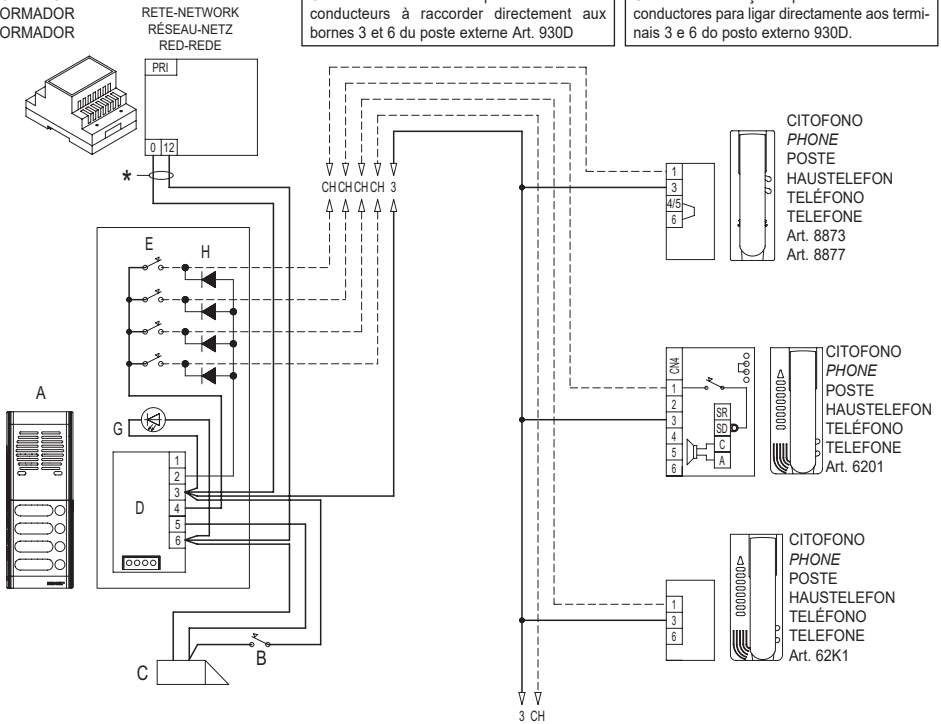 ORMADOR
ORMADOR
RETE-NETWORK
RÉSEAU-NETZ
RED-REDE
conducteurs à raccorder directement aux
bornes 3 et 6 du poste externe Art. 930D
conductores para ligar directamente aos termi-
nais 3 e 6 do posto externo 930D.
PRI
0 12
*
CH CH CH CH 3
E
H
A
G
D
1
2
3
4
5
6
C
B
1
3
4/5
6
CITOFONO
PHONE
POSTE
HAUSTELEFON
TELÉFONO
TELEFONE
Art. 8873
Art. 8877
CN4
1
2
3
4
5
6
SR
SD
C
A
CITOFONO
PHONE
POSTE
HAUSTELEFON
TELÉFONO
TELEFONE
Art. 6201
1
3
6
CITOFONO
PHONE
POSTE
HAUSTELEFON
TELÉFONO
TELEFONE
Art. 62K1
3 CH